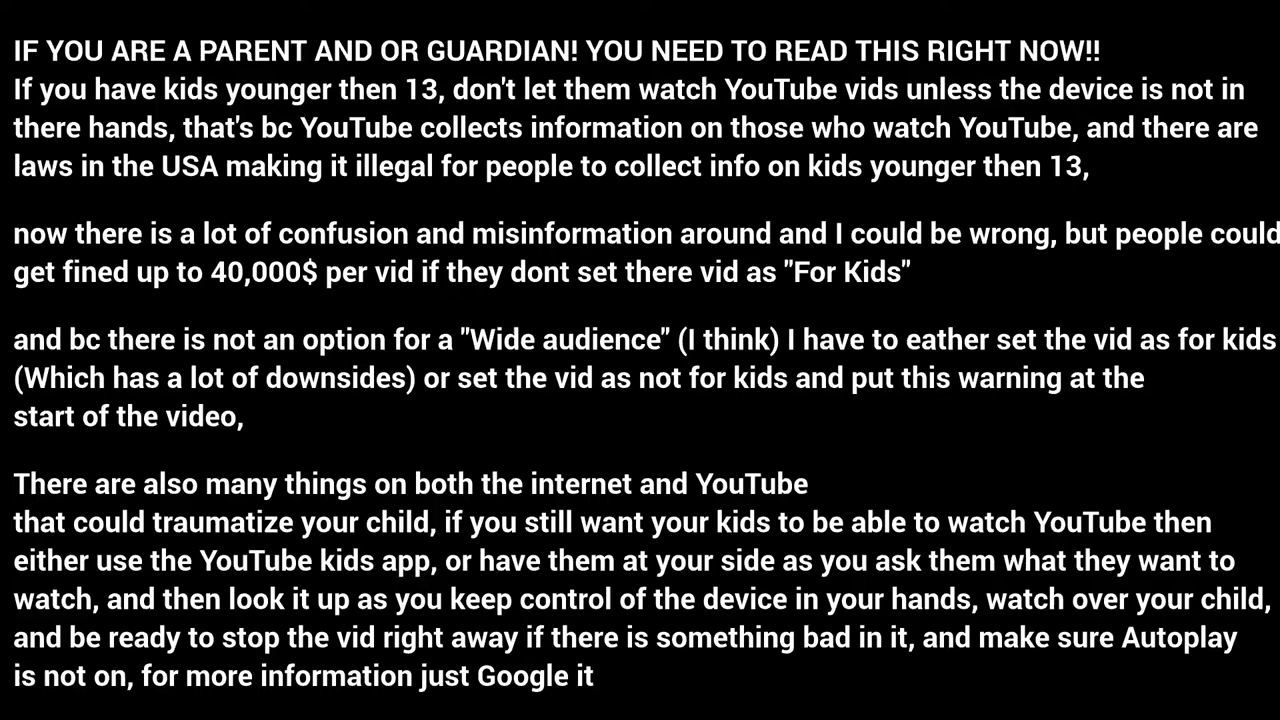 IF YOU ARE A PARENT AND OR GUARDIAN! YOU NEED TO READ THIS RIGHT NOW!!
If you have kids younger then 13, don't let them watch YouTube vids unless the device is not in
there hands, that's bc YouTube collects information on those who watch YouTube, and there are
laws in the USA making it illegal for people to collect info on kids younger then 13,
now there is a lot of confusion and misinformation around and I could be wrong, but people could
get fined up to 40,000$ per vid if they dont set there vid as "For Kids"
and bc there is not an option for a "Wide audience" (I think) I have to eather set the vid as for kids
(Which has a lot of downsides) or set the vid as not for kids and put this warning at the
start of the video,
There are also many things on both the internet and YouTube
that could traumatize your child, if you still want your kids to be able to watch YouTube then
either use the YouTube kids app, or have them at your side as you ask them what they want to
watch, and then look it up as you keep control of the device in your hands, watch over your child,
and be ready to stop the vid right away if there is something bad in it, and make sure Autoplay
is not on, for more information just Google it